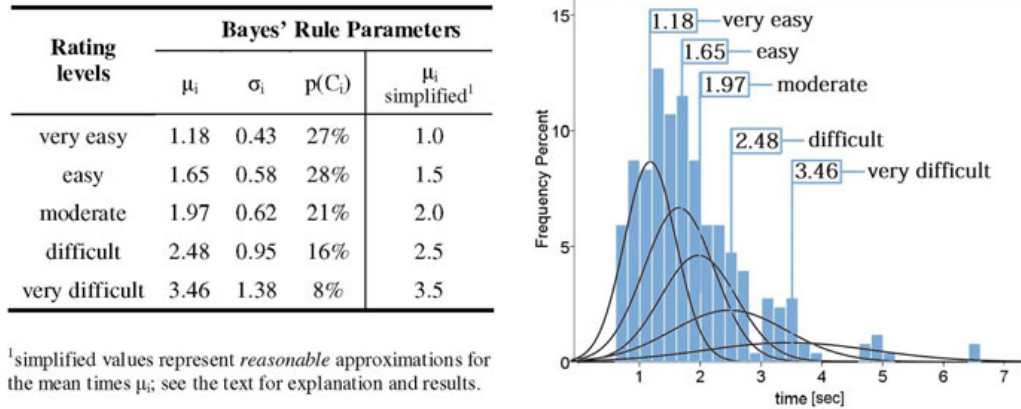 Rating levels
Bayes' Rule Parameters
μi σi p(Ci) μi simplified¹
very easy 1.18 0.43 27% 1.0
easy 1.65 0.58 28% 1.5
moderate 1.97 0.62 21% 2.0
difficult 2.48 0.95 16% 2.5
very difficult 3.46 1.38 8% 3.5
¹simplified values represent reasonable approximations for
the mean times μi; see the text for explanation and results.
15
10
5
0
Frequency Percent
1.18 very easy
1.65 easy
1.97 moderate
2.48 difficult
3.46 very difficult
1 2 3 4 5 6 7
time [sec]